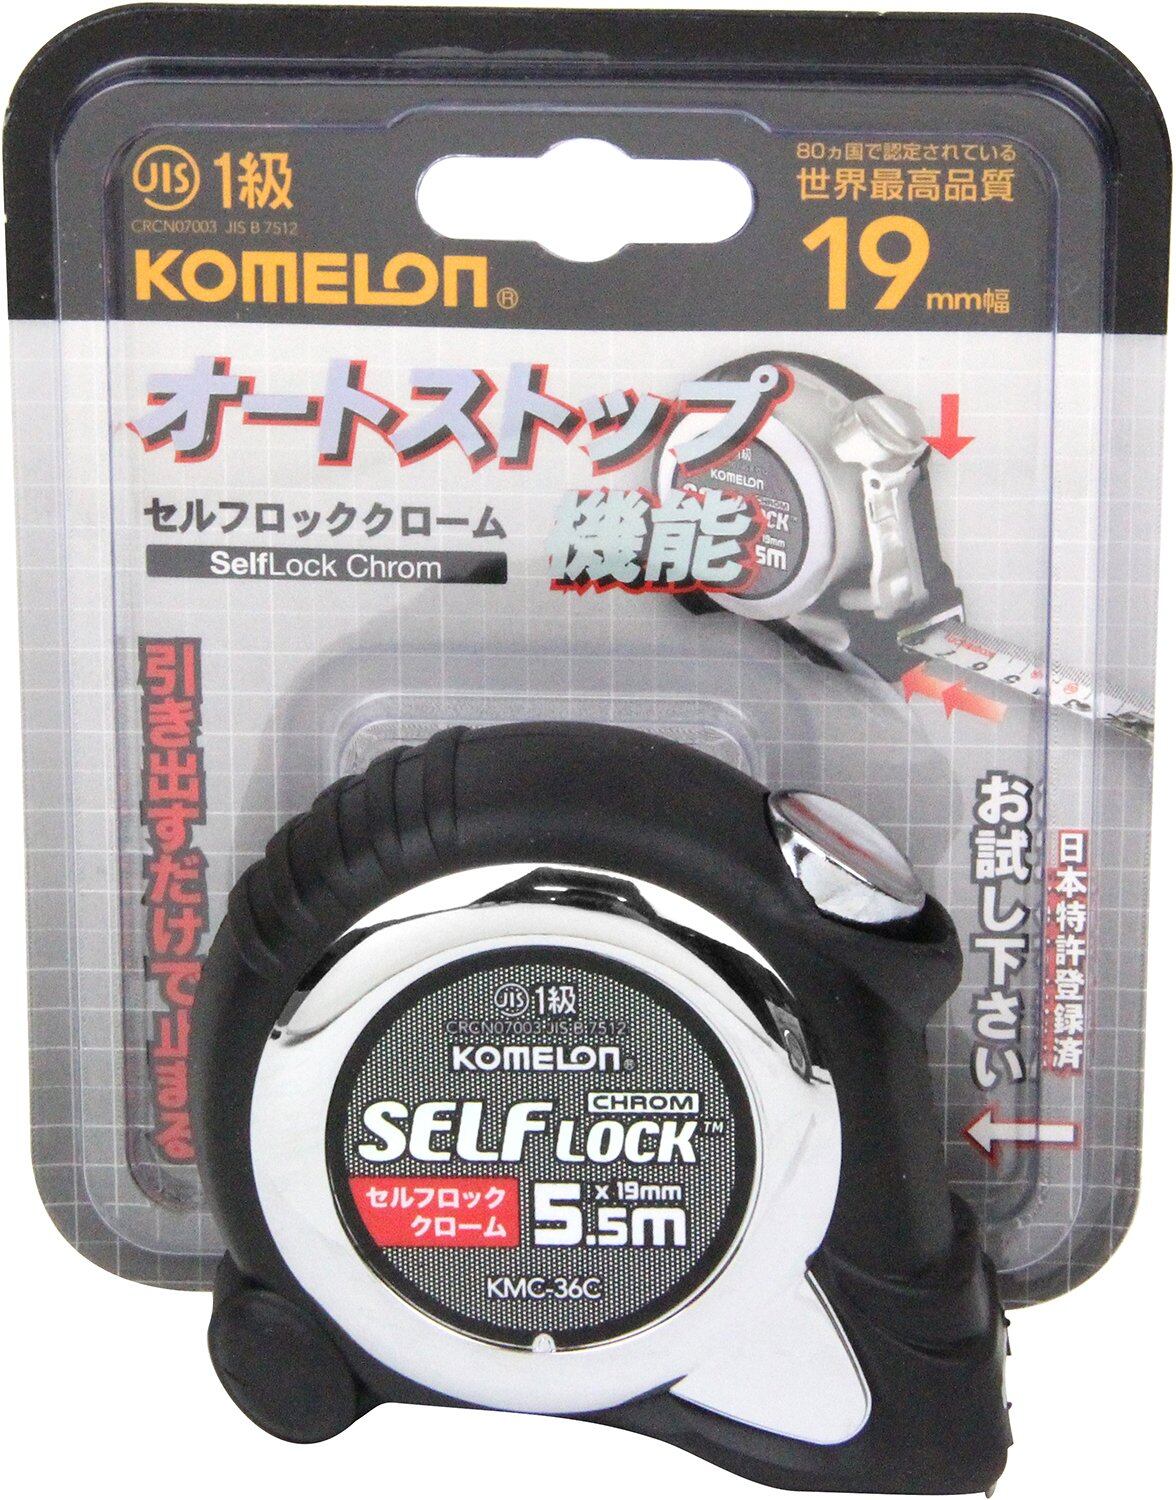 JIS 1級
CRCN07003 JIS B 7512
KOMELON®
80ヵ国で認定されている
世界最高品質
19mm幅
オートストップ
機能
セルフロッククローム
SelfLock Chrom
KOMELON
CHROM
19mm
引き出すだけで止まる
お試し下さい
日本特許登録済
JIS 1級
CRCN07003 JIS B 7512
KOMELON®
CHROM
SELF LOCK™
セルフロック
クローム
5.5m x 19mm
KMC-36C